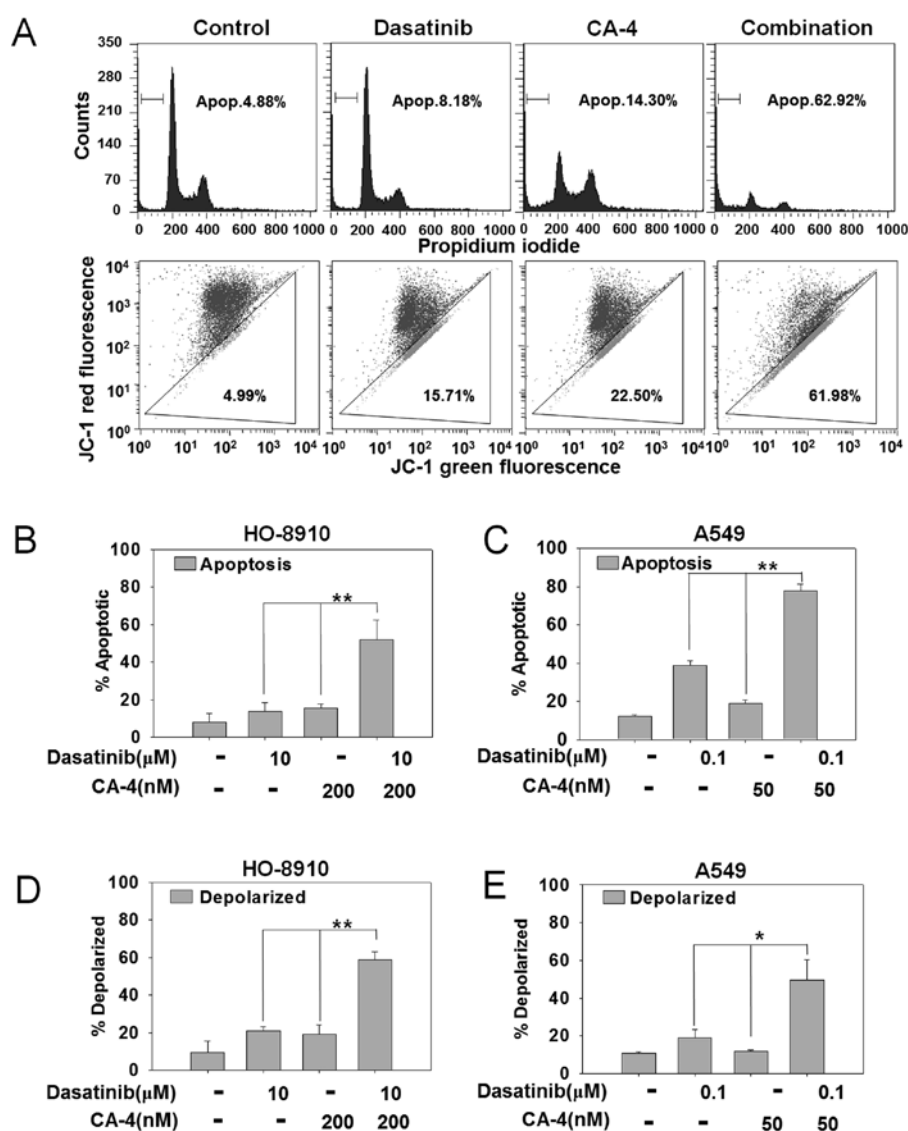 A
Control Dasatinib CA-4 Combination
350
280
210
140
70
0
Counts
Apop.4.88% Apop.8.18% Apop.14.30% Apop.62.92%
0 200 400 600 800 1000 0 200 400 600 800 1000 0 200 400 600 800 1000 0 200 400 600 800 1000
Propidium iodide
10⁴
10³
10²
10¹
10⁰
JC-1 red fluorescence
4.99% 15.71% 22.50% 61.98%
10⁰ 10¹ 10² 10³ 10⁴ 10⁰ 10¹ 10² 10³ 10⁴ 10⁰ 10¹ 10² 10³ 10⁴ 10⁰ 10¹ 10² 10³ 10⁴
JC-1 green fluorescence
B
HO-8910
100
80
60
40
20
0
% Apoptotic
Apoptosis
**
Dasatinib(μM) - 10 - 10
CA-4(nM) - - 200 200
C
A549
100
80
60
40
20
0
% Apoptotic
Apoptosis
**
Dasatinib(μM) - 0.1 - 0.1
CA-4(nM) - - 50 50
D
HO-8910
100
80
60
40
20
0
% Depolarized
Depolarized
**
Dasatinib(μM) - 10 - 10
CA-4(nM) - - 200 200
E
A549
100
80
60
40
20
0
% Depolarized
Depolarized
*
Dasatinib(μM) - 0.1 - 0.1
CA-4(nM) - - 50 50